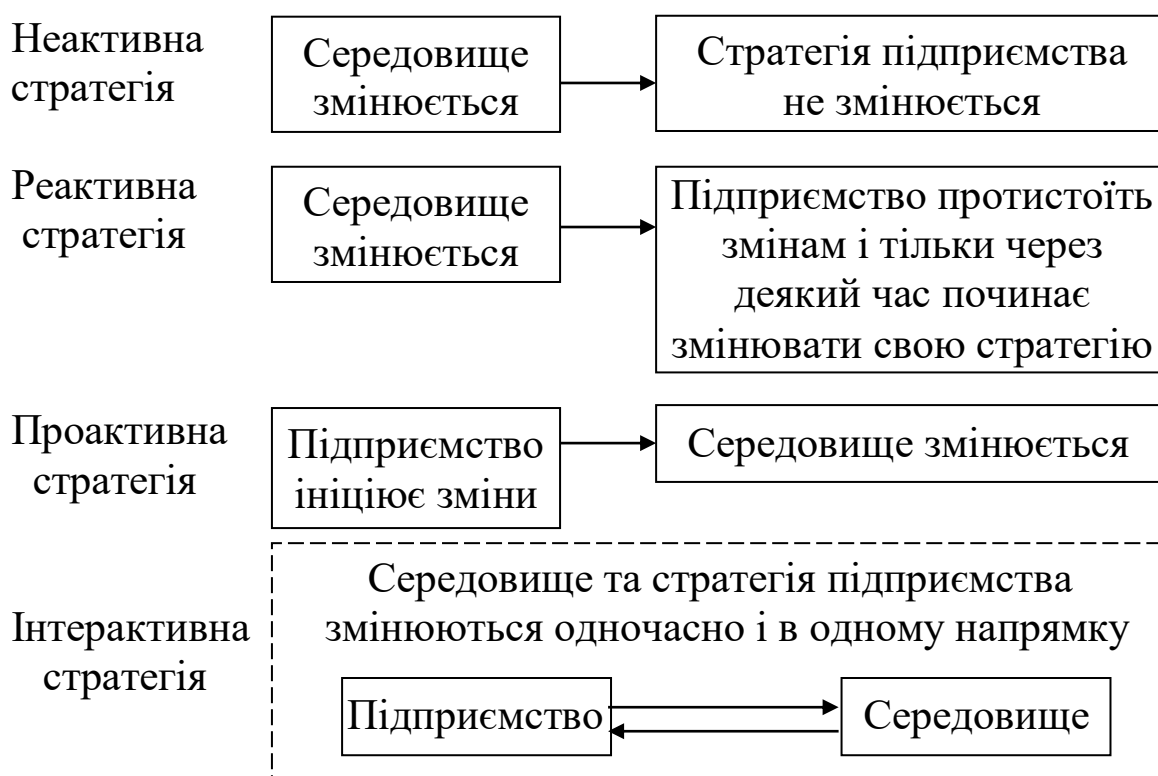 Неактивна
стратегія
Середовище
змінюється
Стратегія підприємства
не змінюється
Реактивна
стратегія
Середовище
змінюється
Підприємство протистоїть
змінам і тільки через
деякий час починає
змінювати свою стратегію
Проактивна
стратегія
Підприємство
ініціює зміни
Середовище змінюється
Інтерактивна
стратегія
Середовище та стратегія підприємства
змінюються одночасно і в одному напрямку
Підприємство
Середовище